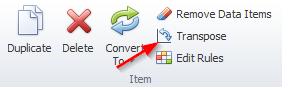 Duplicate
Delete
Convert
To
Remove Data Items
Transpose
Edit Rules
Item